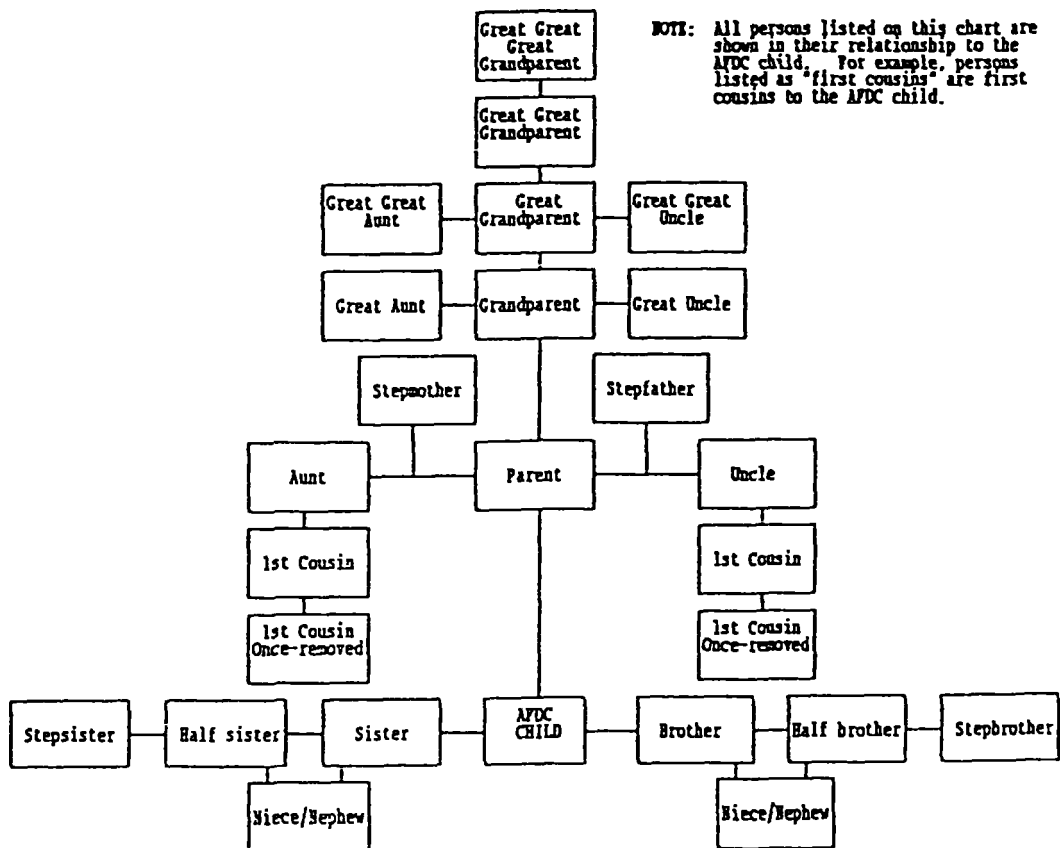 Great Great
Great
Grandparent
NOTE: All persons listed on this chart are
shown in their relationship to the
AFDC child. For example, persons
listed as "first cousins" are first
cousins to the AFDC child.
Great Great
Grandparent
Great Great
Aunt
Great
Grandparent
Great Great
Uncle
Great Aunt
Grandparent
Great Uncle
Stepmother
Stepfather
Aunt
Parent
Uncle
1st Cousin
1st Cousin
1st Cousin
Once-removed
1st Cousin
Once-removed
Stepsister
Half sister
Sister
AFDC
CHILD
Brother
Half brother
Stepbrother
Niece/Nephew
Niece/Nephew